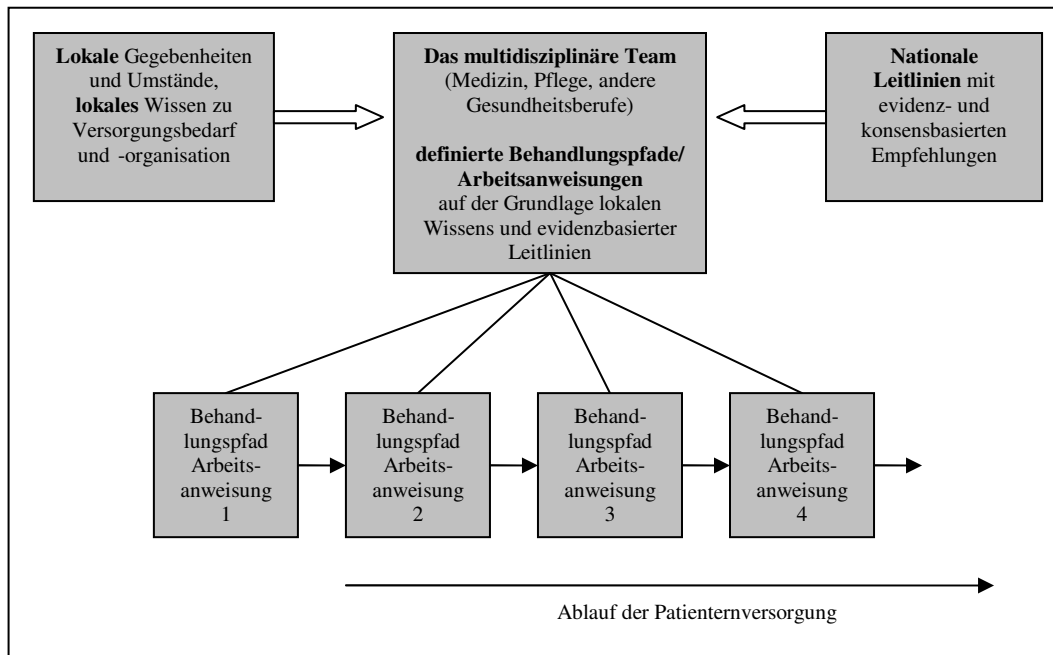 Lokale Gegebenheiten
und Umstände,
lokales Wissen zu
Versorgungsbedarf
und -organisation
Das multidisziplinäre Team
(Medizin, Pflege, andere
Gesundheitsberufe)
definierte Behandlungspfade/
Arbeitsanweisungen
auf der Grundlage lokalen
Wissens und evidenzbasierter
Leitlinien
Nationale
Leitlinien mit
evidenz- und
konsensbasierten
Empfehlungen
Behand-
lungspfad
Arbeits-
anweisung
1
Behand-
lungspfad
Arbeits-
anweisung
2
Behand-
lungspfad
Arbeits-
anweisung
3
Behand-
lungspfad
Arbeits-
anweisung
4
Ablauf der Patienternversorgung